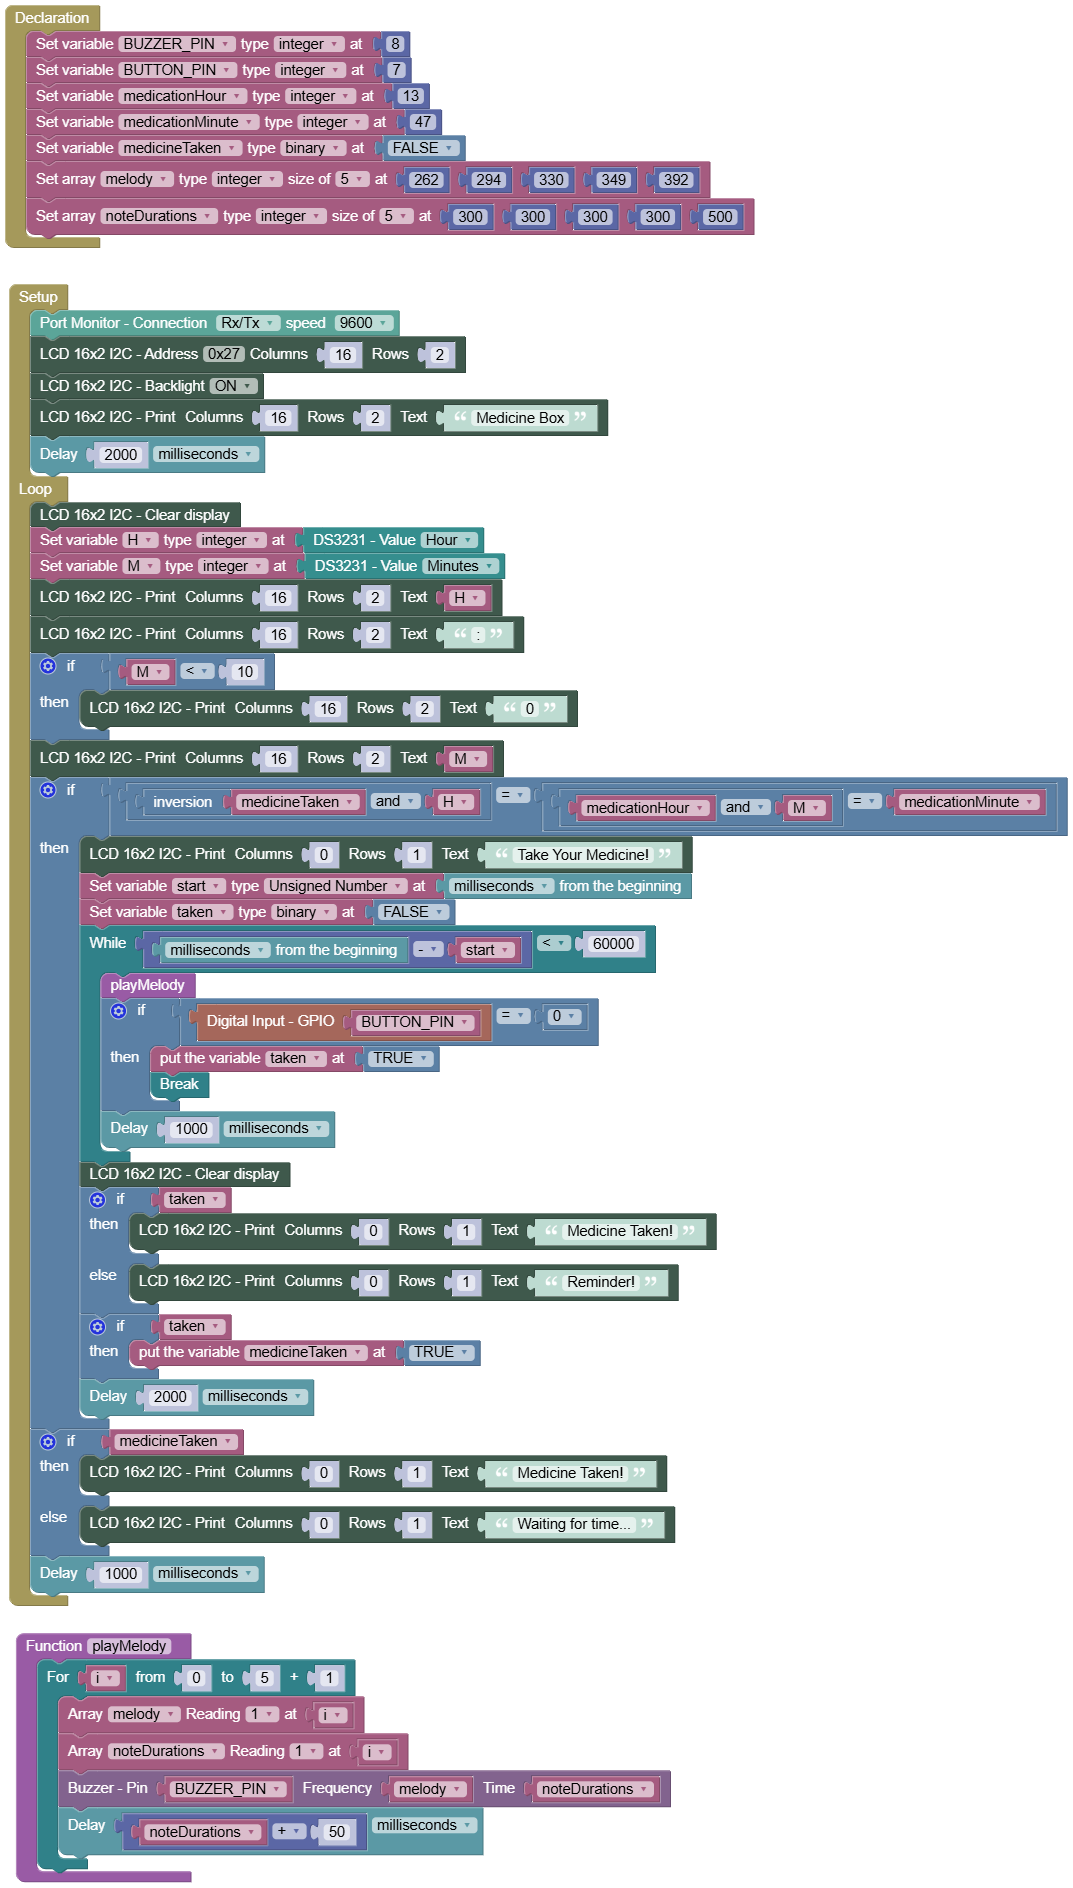 Declaration
Set variable BUZZER_PIN type integer at 8
Set variable BUTTON_PIN type integer at 7
Set variable medicationHour type integer at 13
Set variable medicationMinute type integer at 47
Set variable medicineTaken type binary at FALSE
Set array melody type integer size of 5 at 262 294 330 349 392
Set array noteDurations type integer size of 5 at 300 300 300 300 500
Setup
Port Monitor - Connection Rx/Tx speed 9600
LCD 16x2 I2C - Address 0x27 Columns 16 Rows 2
LCD 16x2 I2C - Backlight ON
LCD 16x2 I2C - Print Columns 16 Rows 2 Text “ Medicine Box ”
Delay 2000 milliseconds
Loop
LCD 16x2 I2C - Clear display
Set variable H type integer at DS3231 - Value Hour
Set variable M type integer at DS3231 - Value Minutes
LCD 16x2 I2C - Print Columns 16 Rows 2 Text H
LCD 16x2 I2C - Print Columns 16 Rows 2 Text “ : ”
if M < 10
then LCD 16x2 I2C - Print Columns 16 Rows 2 Text “ 0 ”
LCD 16x2 I2C - Print Columns 16 Rows 2 Text M
if inversion medicineTaken and H = medicationHour and M = medicationMinute
then LCD 16x2 I2C - Print Columns 0 Rows 1 Text “ Take Your Medicine! ”
Set variable start type Unsigned Number at milliseconds from the beginning
Set variable taken type binary at FALSE
While milliseconds from the beginning - start < 60000
playMelody
if Digital Input - GPIO BUTTON_PIN = 0
then put the variable taken at TRUE
Break
Delay 1000 milliseconds
LCD 16x2 I2C - Clear display
if taken
then LCD 16x2 I2C - Print Columns 0 Rows 1 Text “ Medicine Taken! ”
else LCD 16x2 I2C - Print Columns 0 Rows 1 Text “ Reminder! ”
if taken
then put the variable medicineTaken at TRUE
Delay 2000 milliseconds
if medicineTaken
then LCD 16x2 I2C - Print Columns 0 Rows 1 Text “ Medicine Taken! ”
else LCD 16x2 I2C - Print Columns 0 Rows 1 Text “ Waiting for time... ”
Delay 1000 milliseconds
Function playMelody
For i from 0 to 5 + 1
Array melody Reading 1 at i
Array noteDurations Reading 1 at i
Buzzer - Pin BUZZER_PIN Frequency melody Time noteDurations
Delay noteDurations + 50 milliseconds